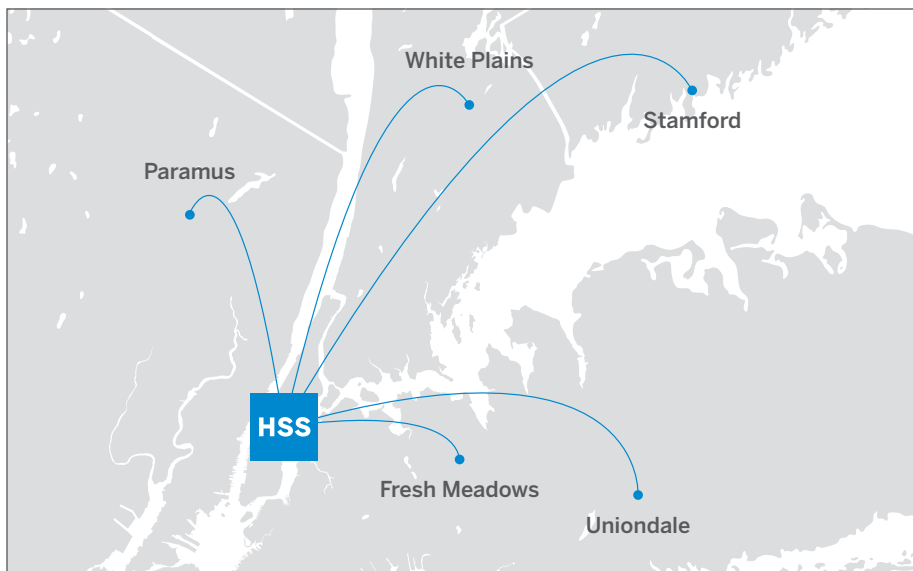 White Plains
Stamford
Paramus
HSS
Fresh Meadows
Uniondale